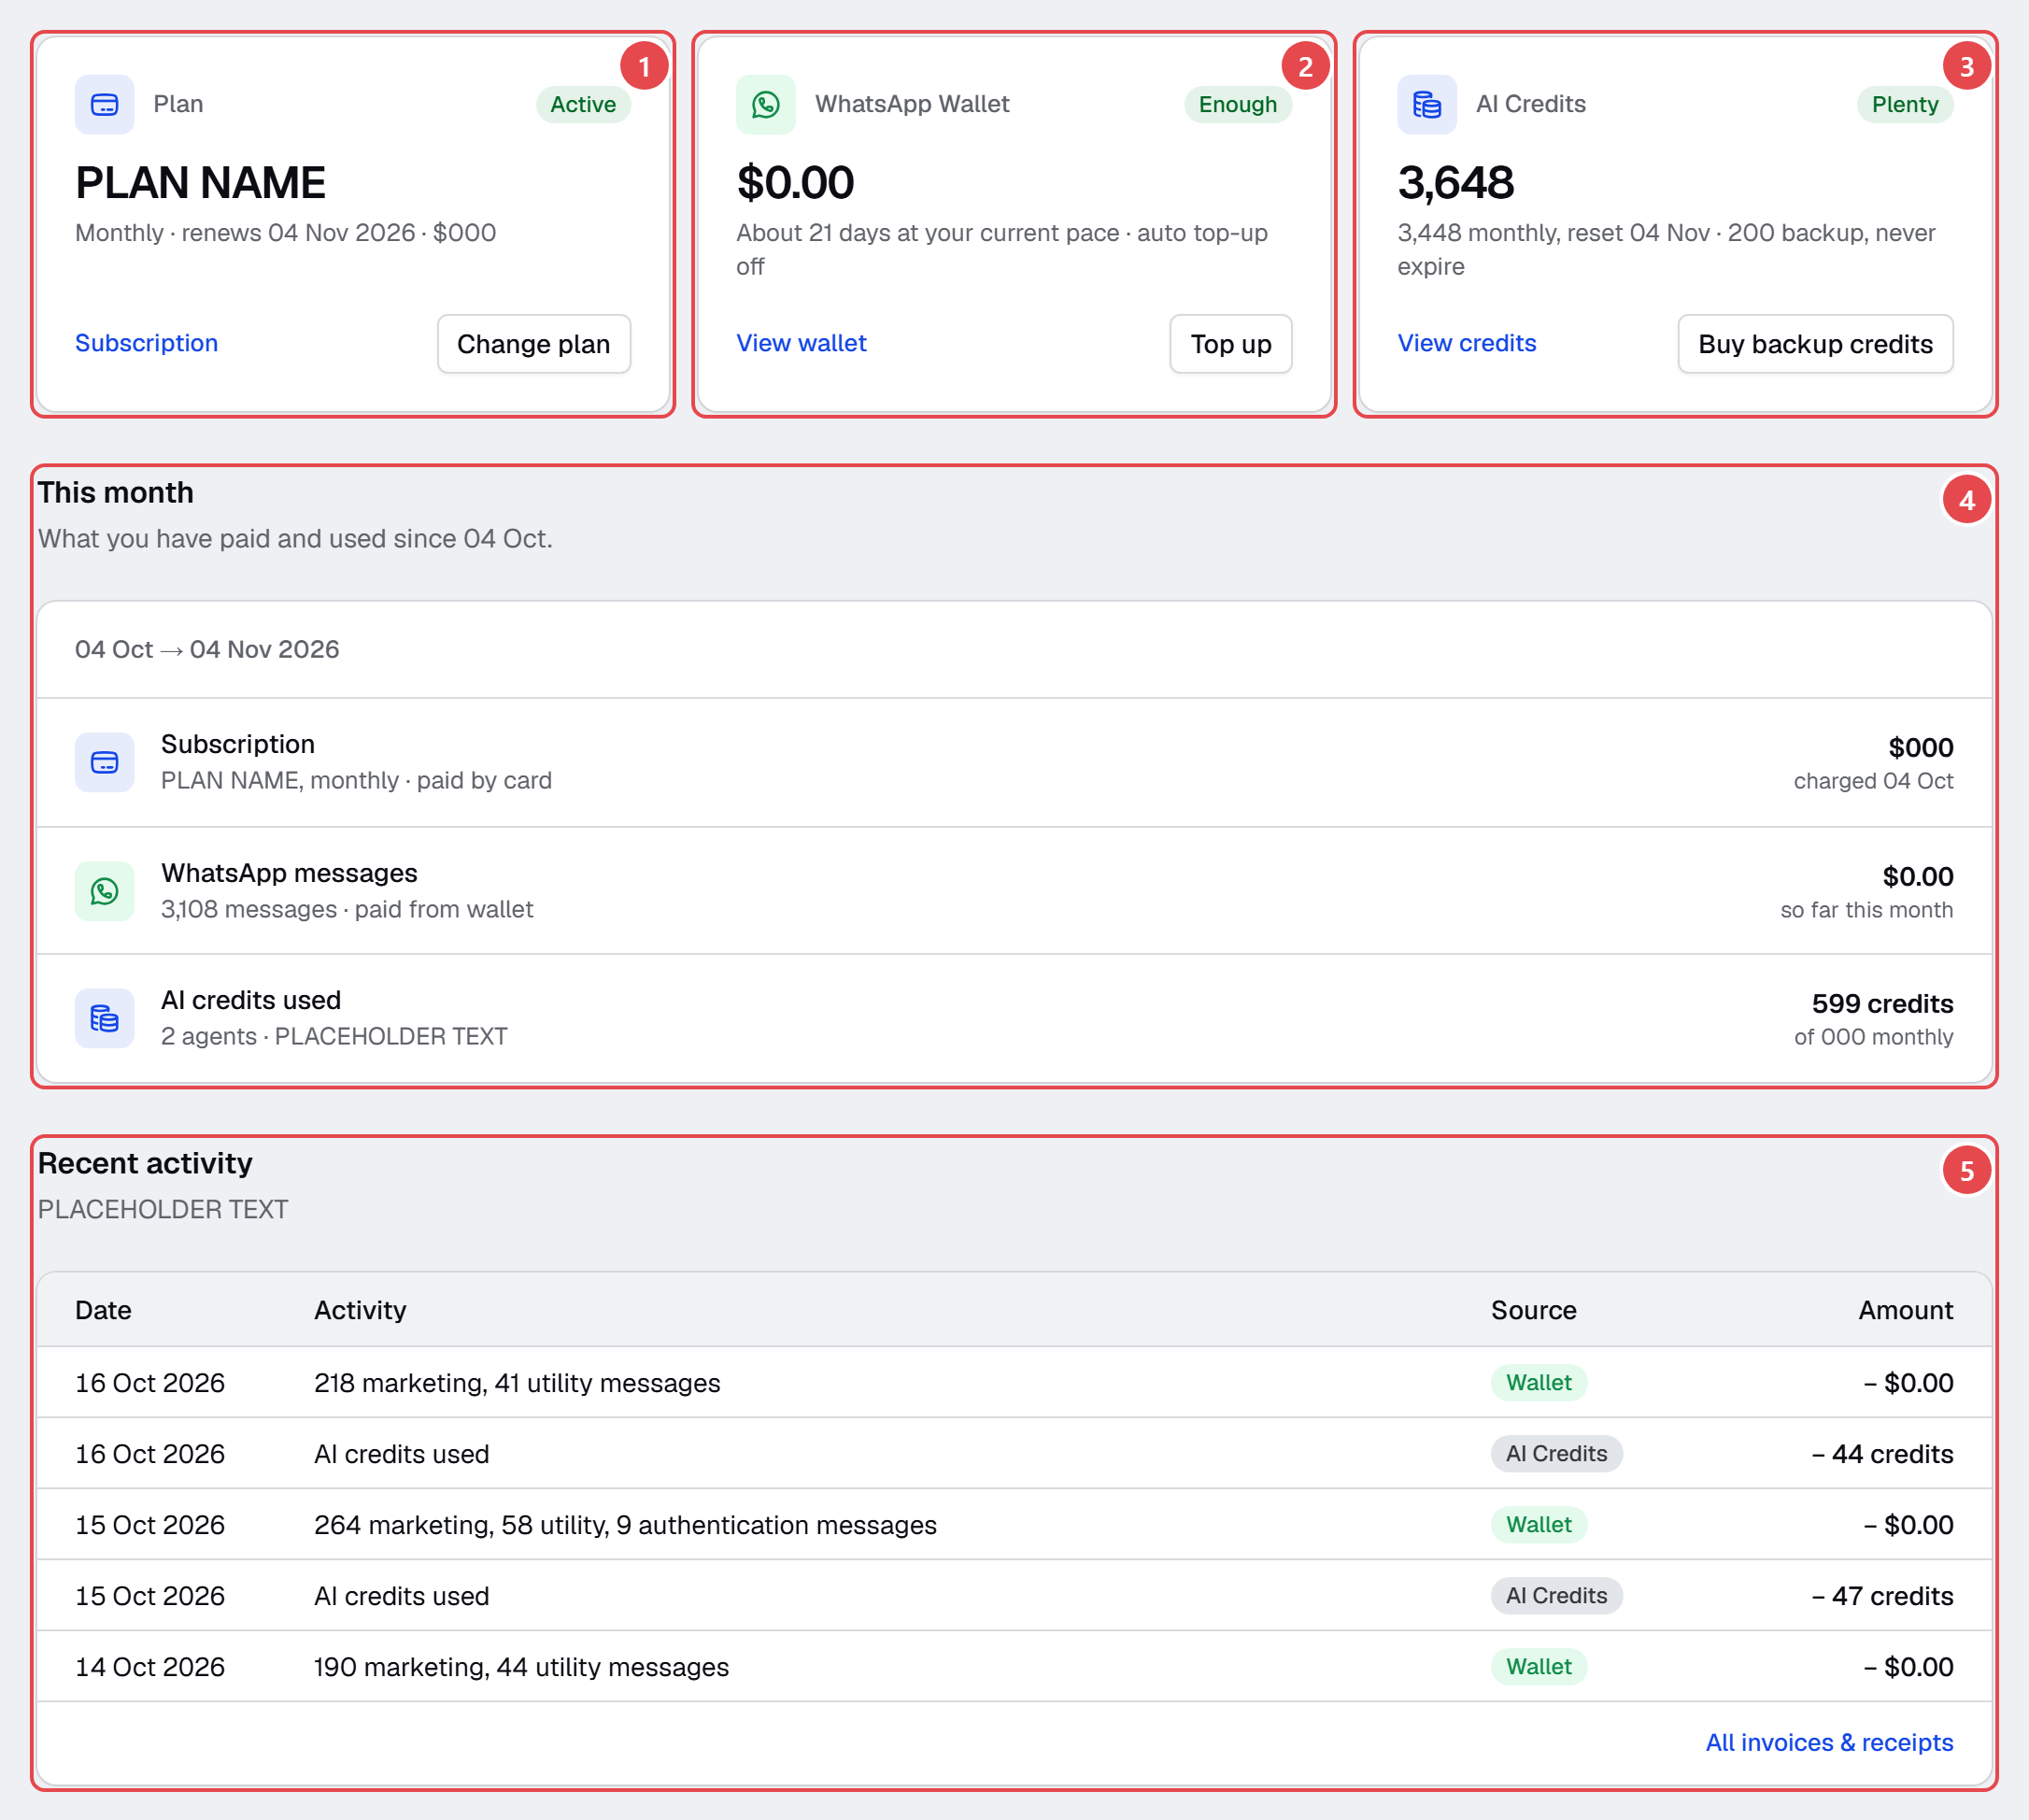 1
Plan
Active
PLAN NAME
Monthly · renews 04 Nov 2026 · $000
Subscription
Change plan
2
WhatsApp Wallet
Enough
$0.00
About 21 days at your current pace · auto top-up
off
View wallet
Top up
3
AI Credits
Plenty
3,648
3,448 monthly, reset 04 Nov · 200 backup, never
expire
View credits
Buy backup credits
4
This month
What you have paid and used since 04 Oct.
04 Oct → 04 Nov 2026
Subscription
PLAN NAME, monthly · paid by card
$000
charged 04 Oct
WhatsApp messages
3,108 messages · paid from wallet
$0.00
so far this month
AI credits used
2 agents · PLACEHOLDER TEXT
599 credits
of 000 monthly
5
Recent activity
PLACEHOLDER TEXT
Date Activity Source Amount
16 Oct 2026 218 marketing, 41 utility messages Wallet – $0.00
16 Oct 2026 AI credits used AI Credits – 44 credits
15 Oct 2026 264 marketing, 58 utility, 9 authentication messages Wallet – $0.00
15 Oct 2026 AI credits used AI Credits – 47 credits
14 Oct 2026 190 marketing, 44 utility messages Wallet – $0.00
All invoices & receipts